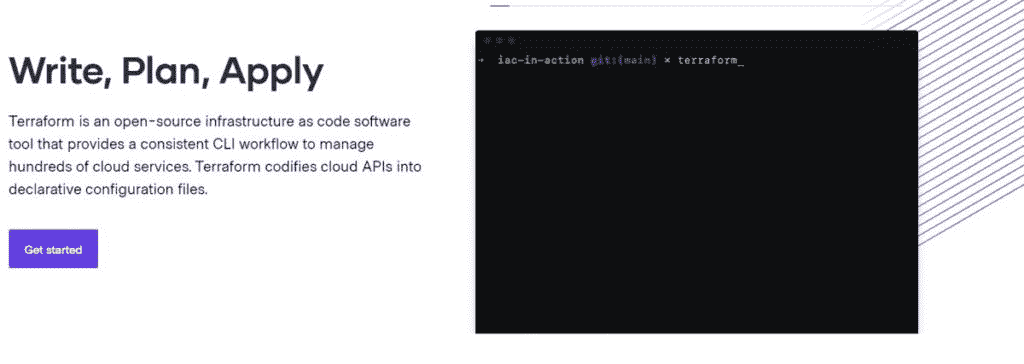 Write, Plan, Apply
Terraform is an open-source infrastructure as code software
tool that provides a consistent CLI workflow to manage
hundreds of cloud services. Terraform codifies cloud APIs into
declarative configuration files.
Get started
→ iac-in-action git:(main) × terraform_